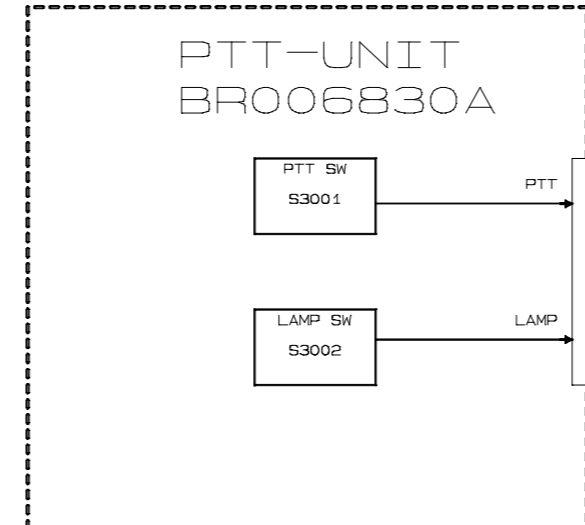 PTT-UNIT
BR006830A
PTT SW
S3001
PTT
LAMP SW
S3002
LAMP